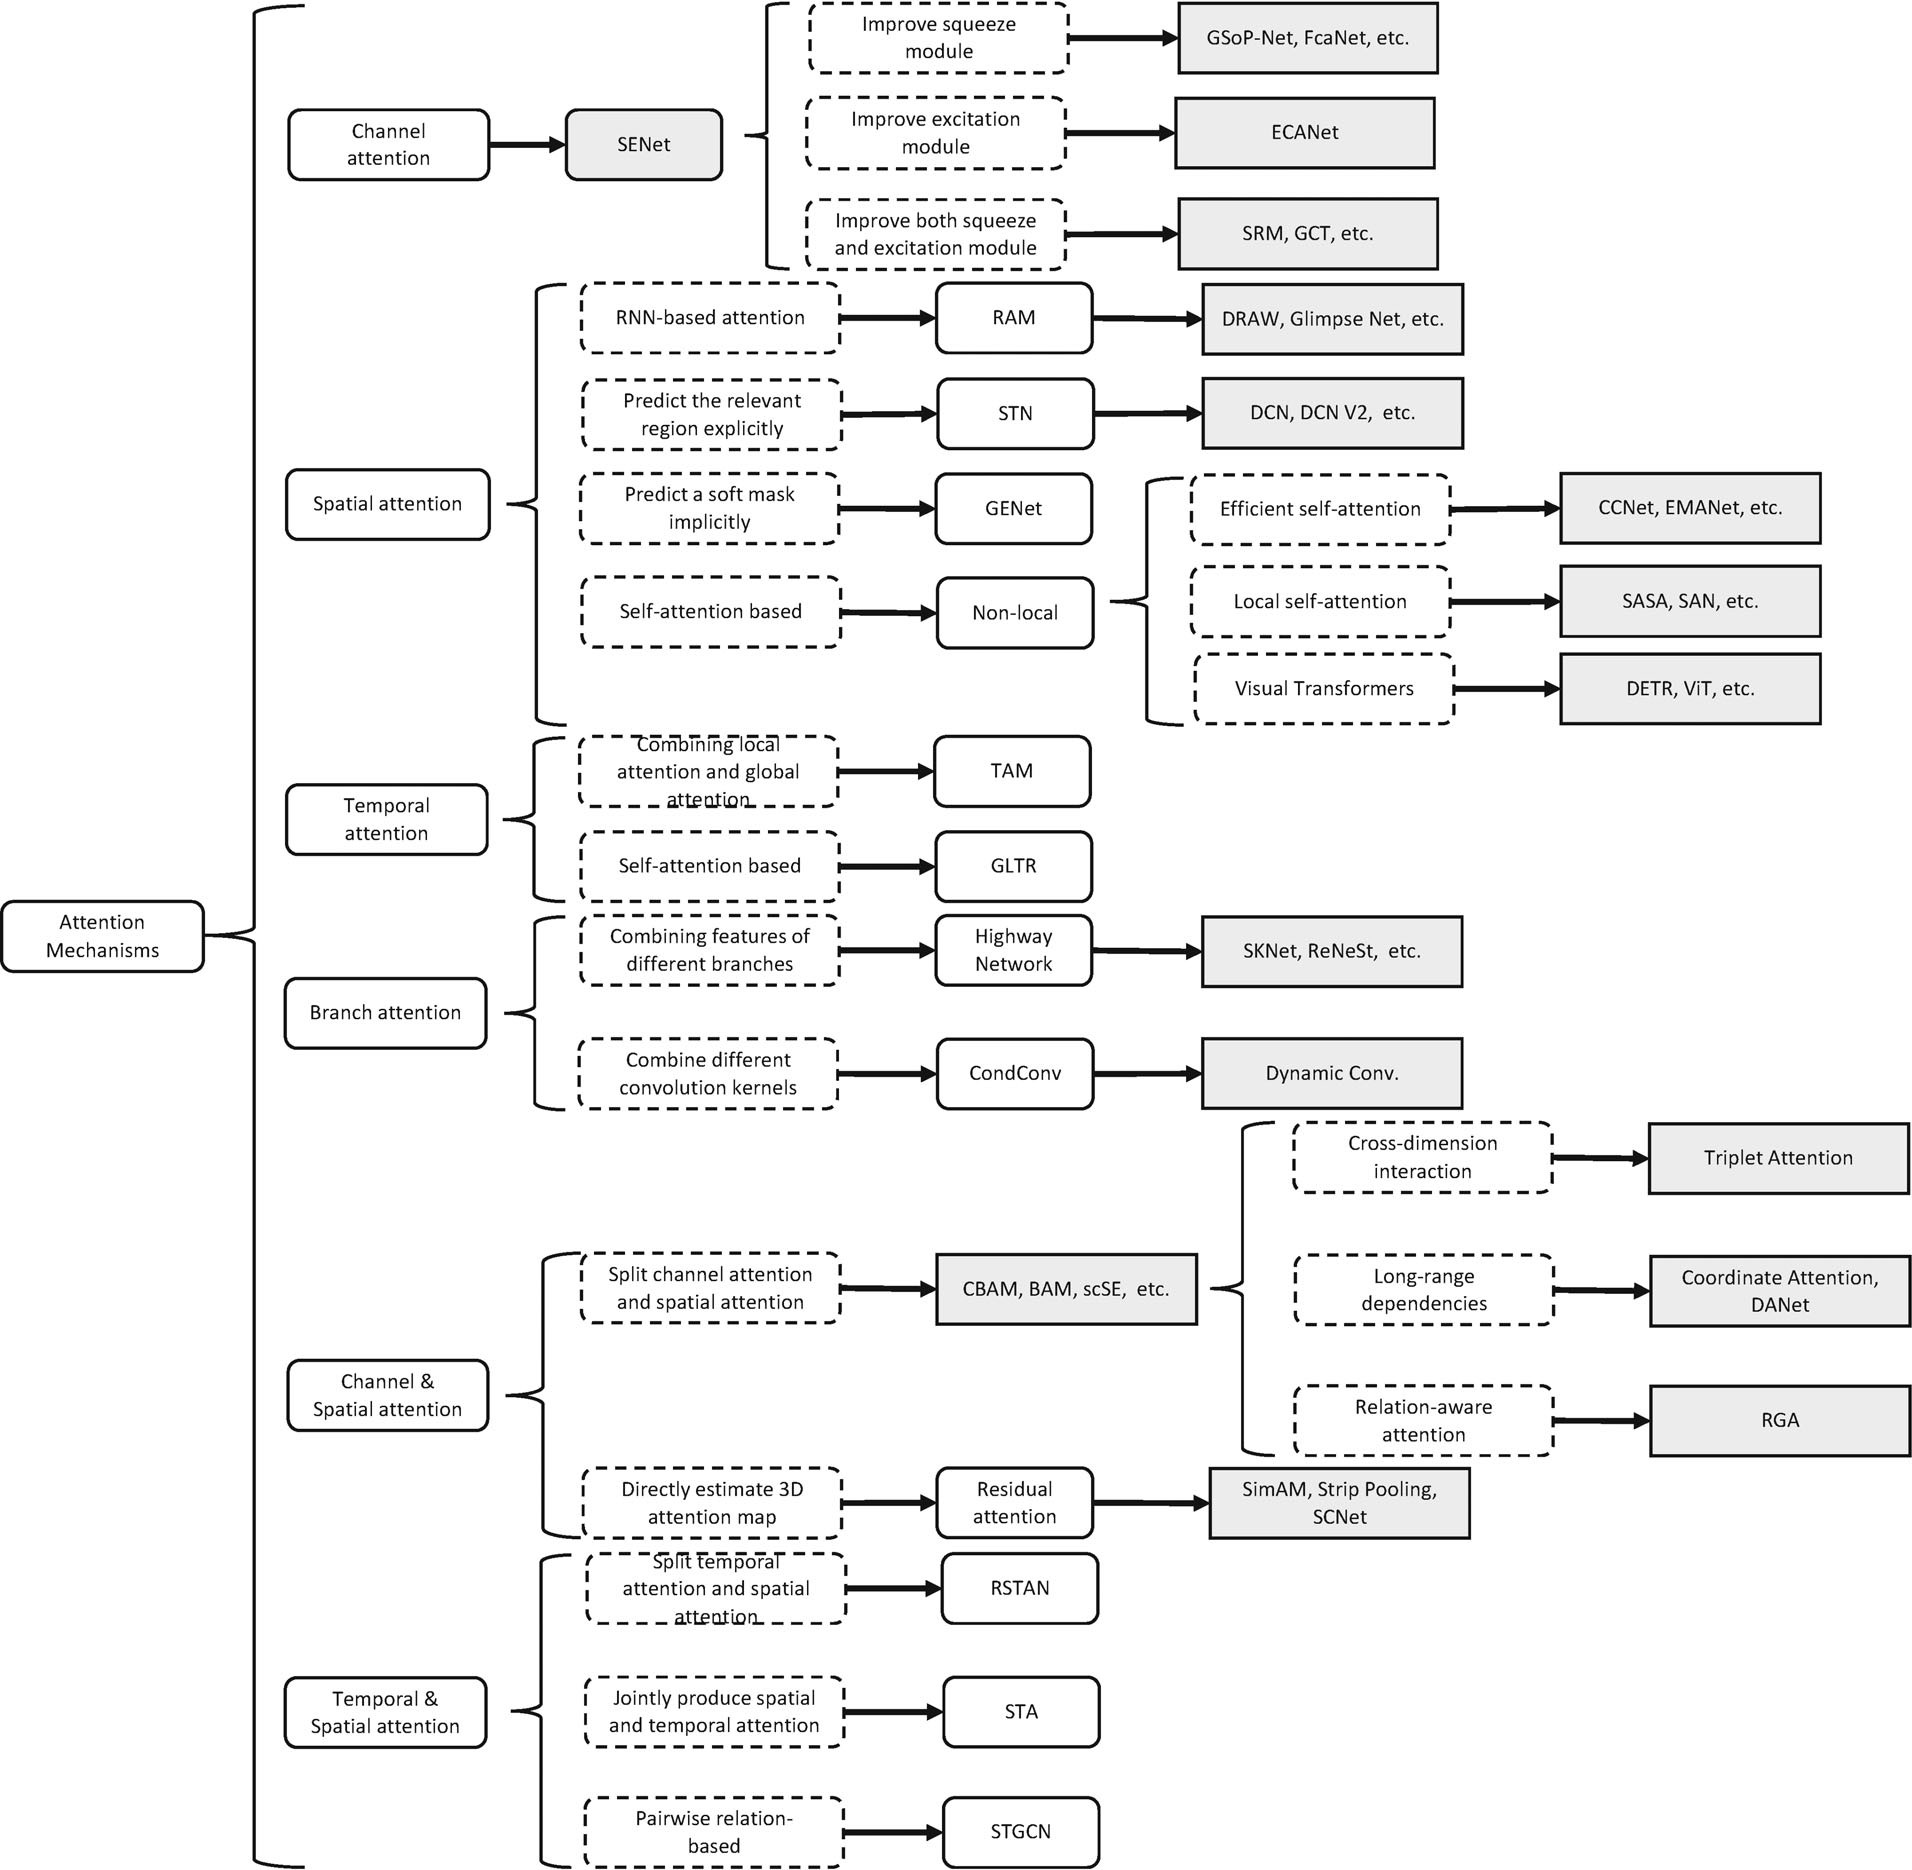 Attention
Mechanisms
Channel
attention
SENet
Improve squeeze
module
GSoP-Net, FcaNet, etc.
Improve excitation
module
ECANet
Improve both squeeze
and excitation module
SRM, GCT, etc.
Spatial attention
RNN-based attention
RAM
DRAW, Glimpse Net, etc.
Predict the relevant
region explicitly
STN
DCN, DCN V2, etc.
Predict a soft mask
implicitly
GENet
Self-attention based
Non-local
Efficient self-attention
CCNet, EMANet, etc.
Local self-attention
SASA, SAN, etc.
Visual Transformers
DETR, ViT, etc.
Temporal
attention
Combining local
attention and global
attention
TAM
Self-attention based
GLTR
Branch attention
Combining features of
different branches
Highway
Network
SKNet, ReNeSt, etc.
Combine different
convolution kernels
CondConv
Dynamic Conv.
Channel &
Spatial attention
Split channel attention
and spatial attention
CBAM, BAM, scSE, etc.
Cross-dimension
interaction
Triplet Attention
Long-range
dependencies
Coordinate Attention,
DANet
Relation-aware
attention
RGA
Directly estimate 3D
attention map
Residual
attention
SimAM, Strip Pooling,
SCNet
Temporal &
Spatial attention
Split temporal
attention and spatial
attention
RSTAN
Jointly produce spatial
and temporal attention
STA
Pairwise relation-
based
STGCN